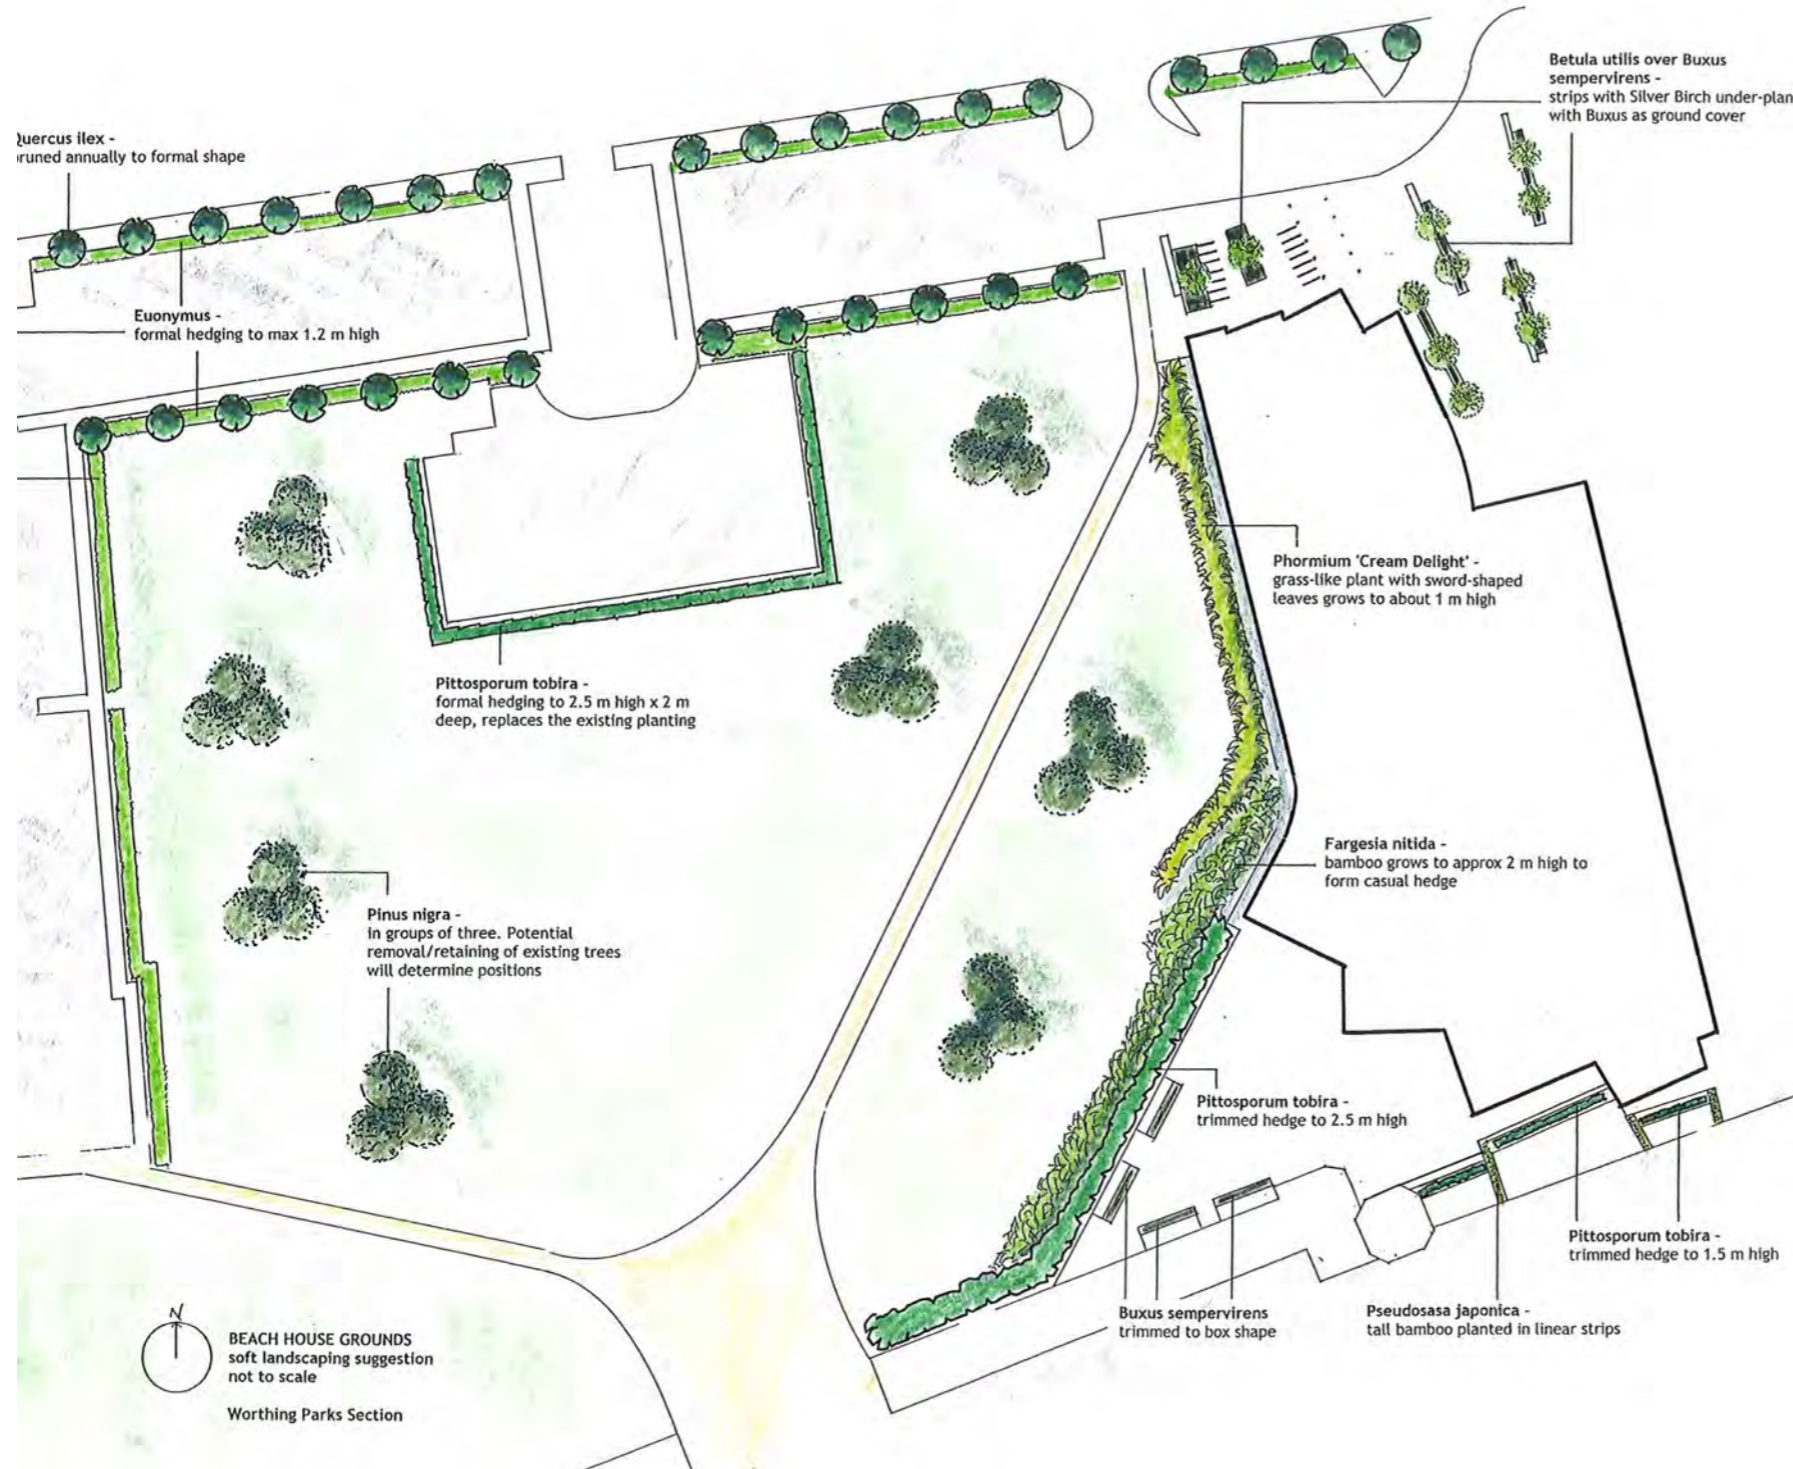 Betula utilis over Buxus
sempervirens -
strips with Silver Birch under-plan
with Buxus as ground cover
Quercus ilex -
pruned annually to formal shape
Euonymus -
formal hedging to max 1.2 m high
Phormium 'Cream Delight' -
grass-like plant with sword-shaped
leaves grows to about 1 m high
Pittosporum tobira -
formal hedging to 2.5 m high x 2 m
deep, replaces the existing planting
Fargesia nitida -
bamboo grows to approx 2 m high to
form casual hedge
Pinus nigra -
in groups of three. Potential
removal/retaining of existing trees
will determine positions
Pittosporum tobira -
trimmed hedge to 2.5 m high
Pittosporum tobira -
trimmed hedge to 1.5 m high
Buxus sempervirens
trimmed to box shape
Pseudosasa japonica -
tall bamboo planted in linear strips
N
BEACH HOUSE GROUNDS
soft landscaping suggestion
not to scale
Worthing Parks Section